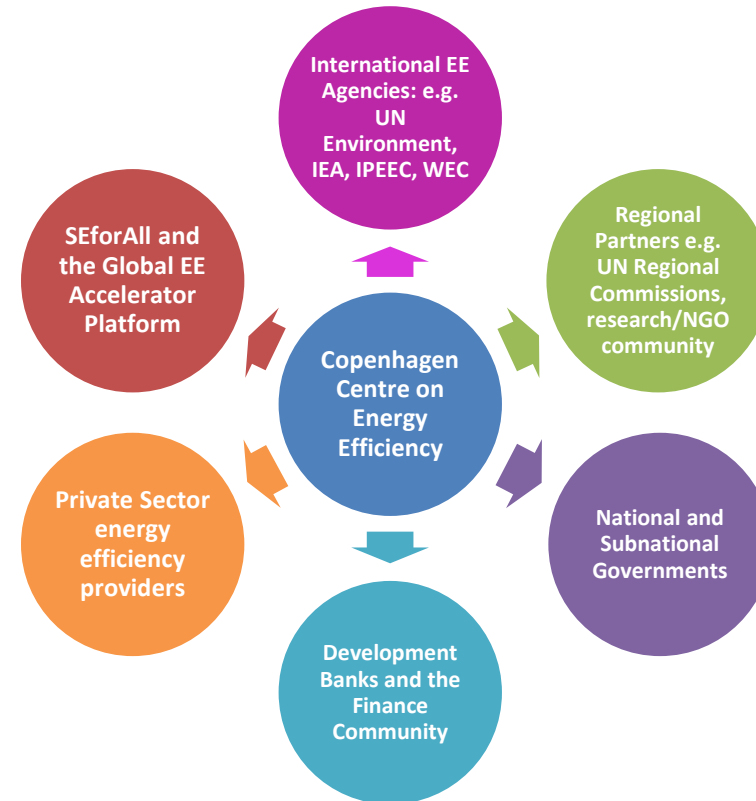 International EE
Agencies: e.g.
UN
Environment,
IEA, IPEEC, WEC
SEforAll and
the Global EE
Accelerator
Platform
Regional
Partners e.g.
UN Regional
Commissions,
research/NGO
community
Copenhagen
Centre on
Energy
Efficiency
Private Sector
energy
efficiency
providers
National and
Subnational
Governments
Development
Banks and the
Finance
Community